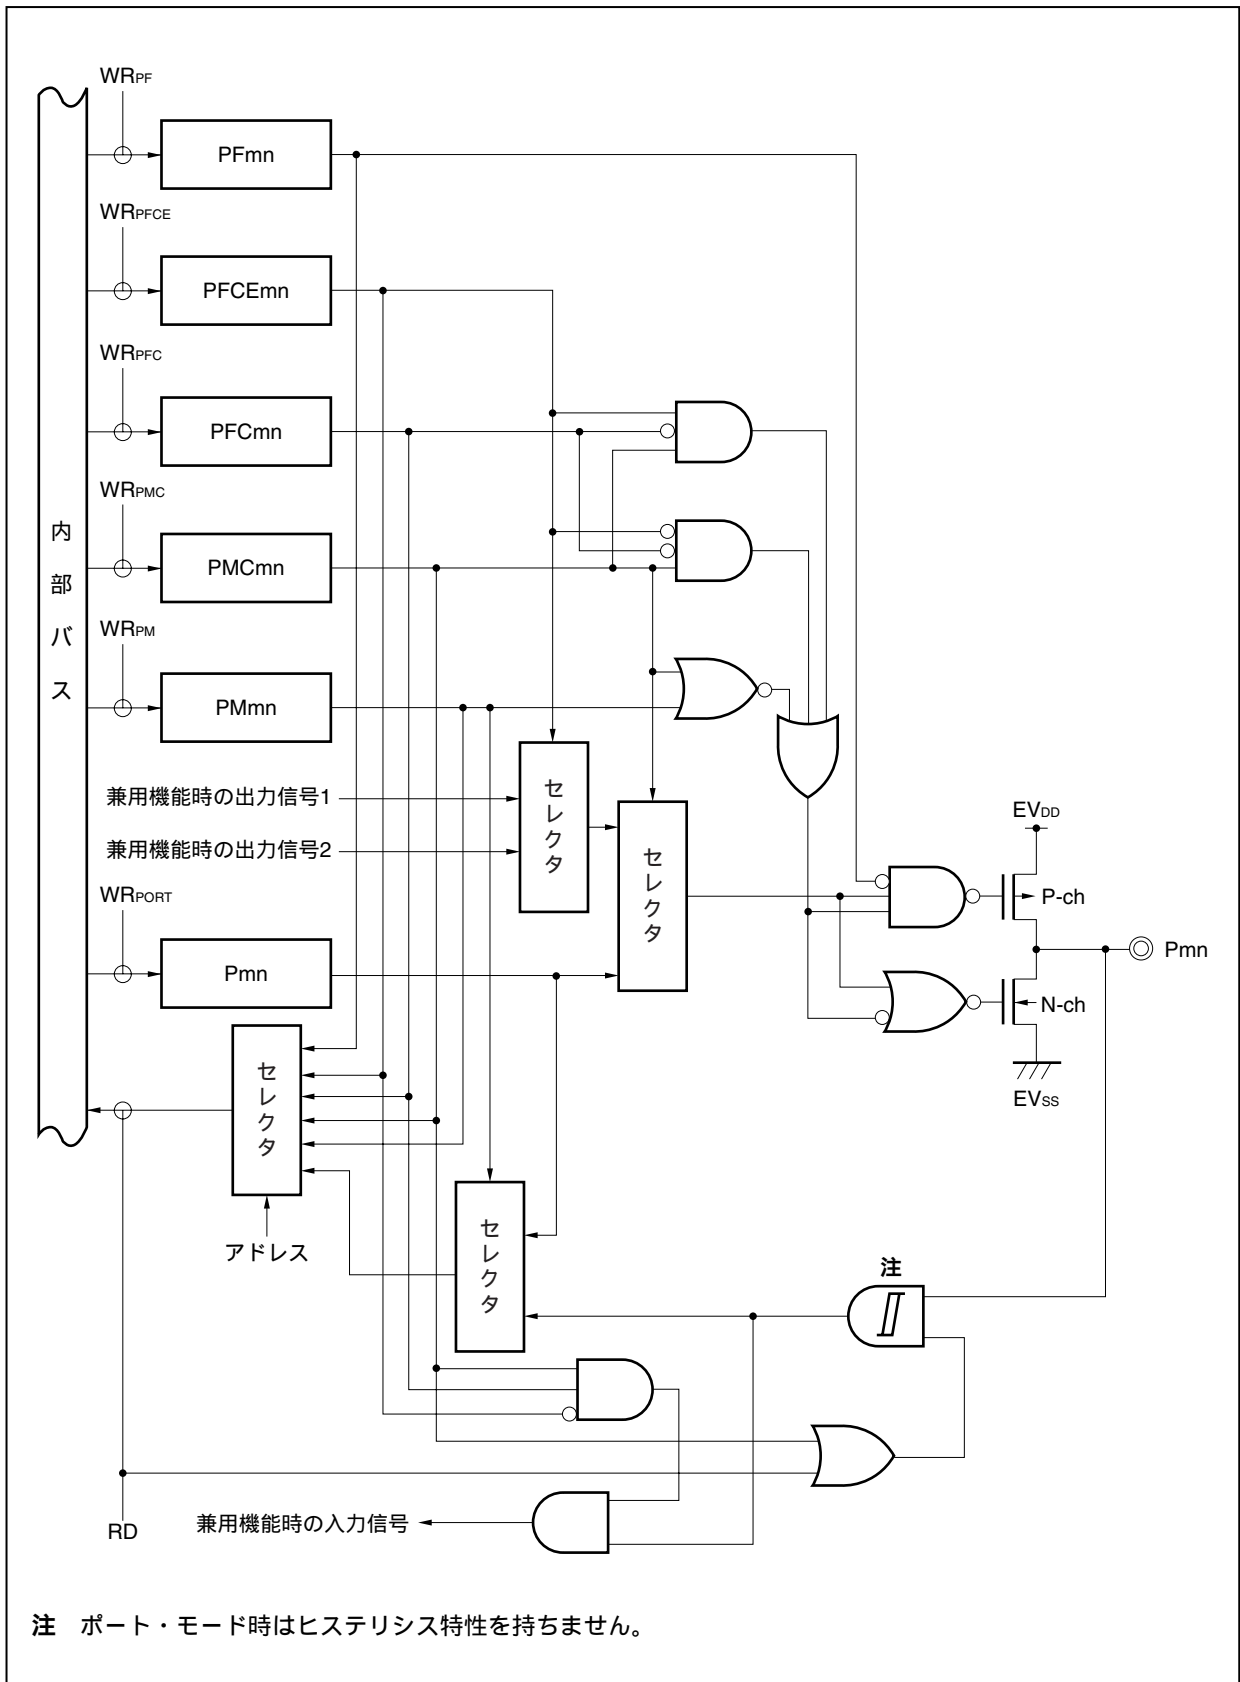 WRPF
PFmn
WRPFCE
PFCEmn
WRPFC
PFCmn
WRPMC
PMCmn
内部バス
WRPM
PMmn
兼用機能時の出力信号1
兼用機能時の出力信号2
セレクタ
セレクタ
WRPORT
Pmn
EVDD
P-ch
Pmn
N-ch
EVSS
セレクタ
アドレス
セレクタ
注
RD
兼用機能時の入力信号
注 ポート・モード時はヒステリシス特性を持ちません。